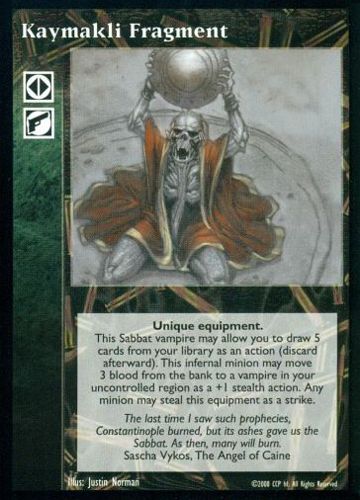 Kaymakli Fragment
Unique equipment.
This Sabbat vampire may allow you to draw 5
cards from your library as an action (discard
afterward). This infernal minion may move
3 blood from the bank to a vampire in your
uncontrolled region as a +1 stealth action. Any
minion may steal this equipment as a strike.
The last time I saw such prophecies,
Constantinople burned, but its ashes gave us the
Sabbat. As then, many will burn.
Sascha Vykos, The Angel of Caine
Illus: Justin Norman ©2008 CCP hf. All Rights Reserved